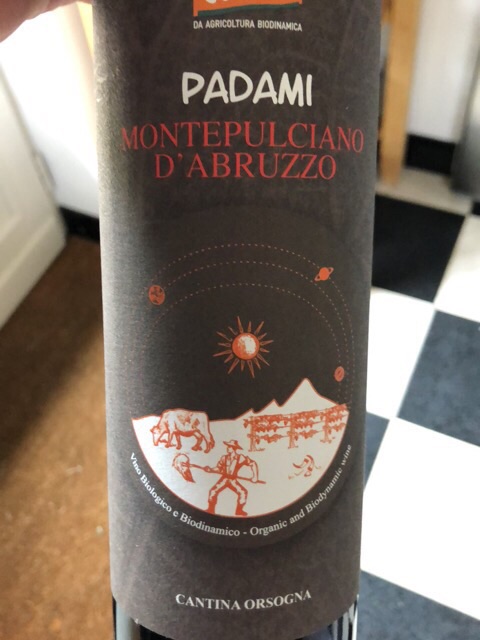 DA AGRICOLTURA BIODINAMICA
PADAMI
MONTEPULCIANO
D'ABRUZZO
Vino Biologico e Biodinamico - Organic and Biodynamic wine
CANTINA ORSOGNA